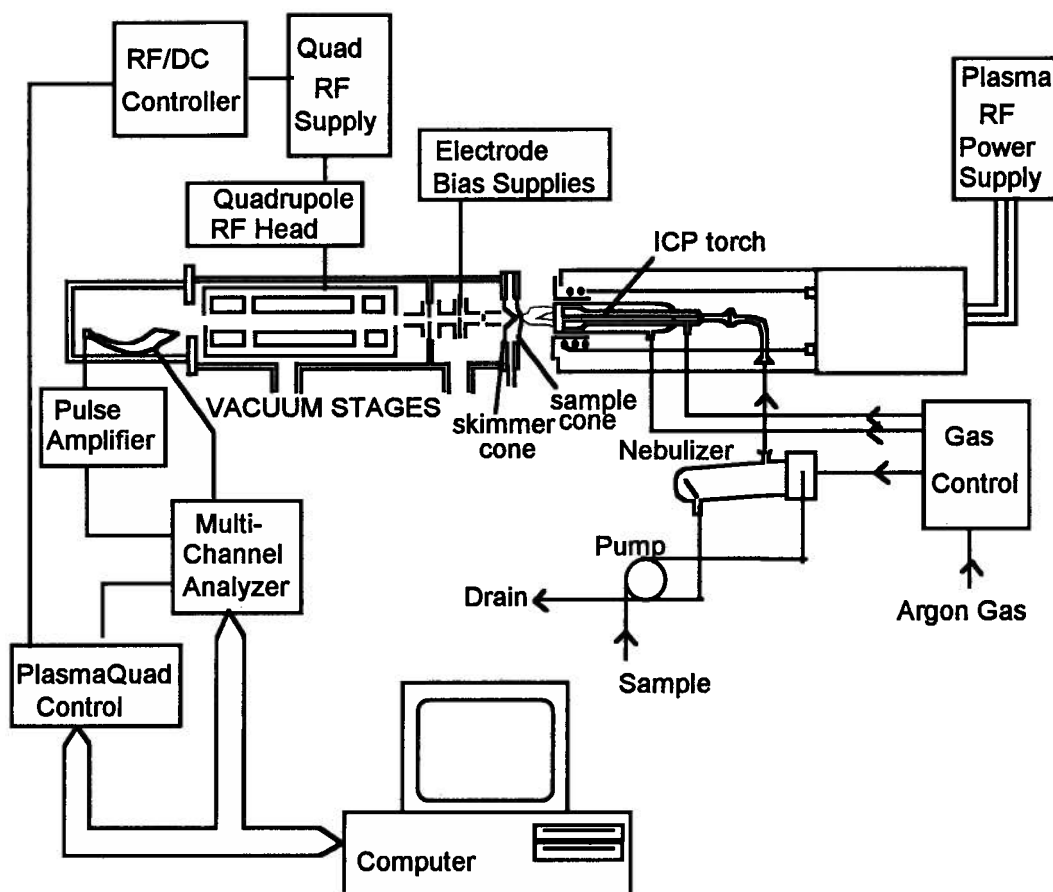 RF/DC
Controller
Quad
RF
Supply
Plasma
RF
Power
Supply
Electrode
Bias Supplies
Quadrupole
RF Head
ICP torch
VACUUM STAGES
skimmer
cone
sample
cone
Pulse
Amplifier
Nebulizer
Gas
Control
Multi-
Channel
Analyzer
Pump
Drain
Argon Gas
Sample
PlasmaQuad
Control
Computer